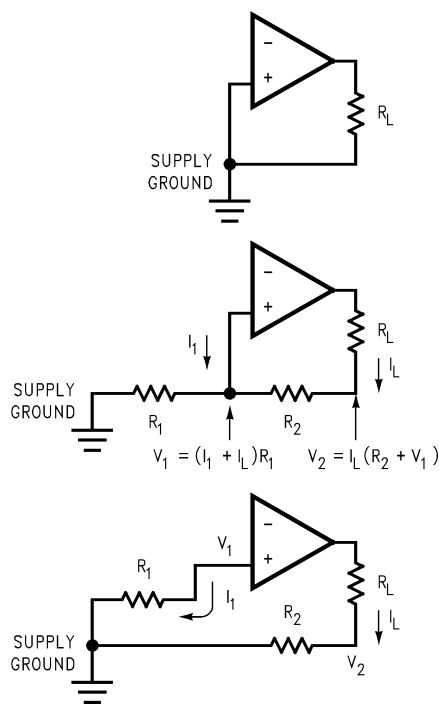 −
+
R_L
SUPPLY
GROUND
−
+
I_1
R_L
I_L
SUPPLY
GROUND
R_1
R_2
V_1 = (I_1 + I_L)R_1
V_2 = I_L(R_2 + V_1 )
−
+
V_1
R_1
I_1
R_L
R_2
I_L
SUPPLY
GROUND
V_2